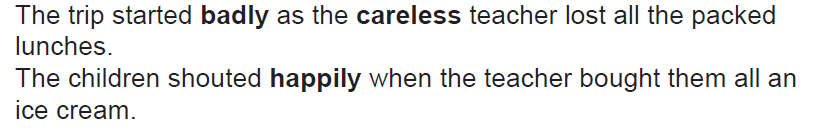 The trip started badly as the careless teacher lost all the packed
lunches.
The children shouted happily when the teacher bought them all an
ice cream.